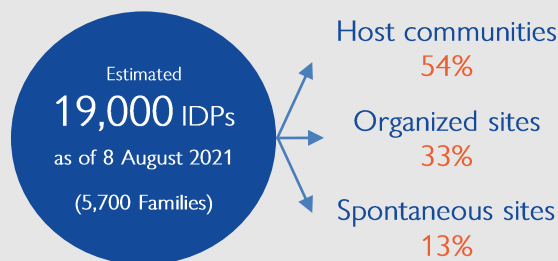 Estimated
19,000 IDPs
as of 8 August 2021
(5,700 Families)
Host communities
54%
Organized sites
33%
Spontaneous sites
13%